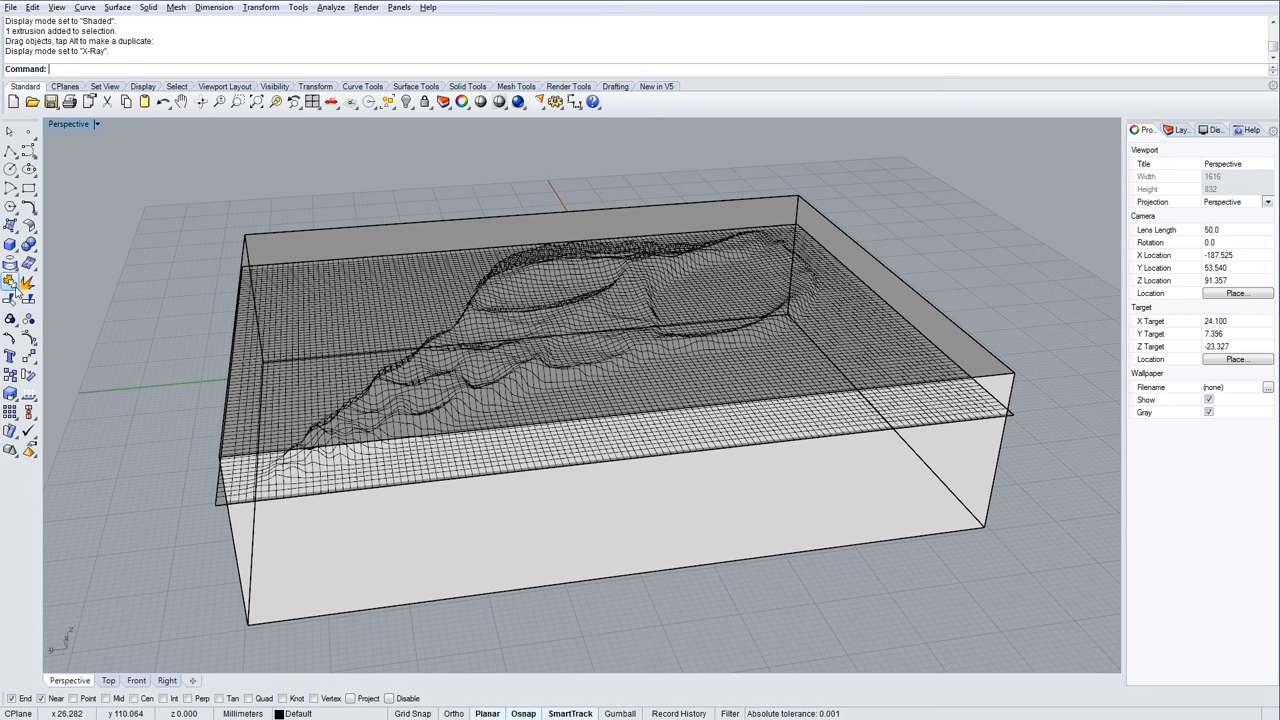 File Edit View Curve Surface Solid Mesh Dimension Transform Tools Analyze Render Panels Help
Display mode set to "Shaded".
1 extrusion added to selection.
Drag objects, tap Alt to make a duplicate:
Display mode set to "X-Ray".
Command:
Standard CPlanes Set View Display Select Viewport Layout Visibility Transform Curve Tools Surface Tools Solid Tools Mesh Tools Render Tools Drafting New in V5
Perspective
Pro... Lay... Dis... Help
Viewport
Title Perspective
Width 1616
Height 832
Projection Perspective
Camera
Lens Length 50.0
Rotation 0.0
X Location -187.525
Y Location 53.540
Z Location 91.357
Location Place...
Target
X Target 24.100
Y Target 7.396
Z Target -23.327
Location Place...
Wallpaper
Filename (none) ...
Show
Gray
z
x
y
Perspective Top Front Right
End Near Point Mid Cen Int Perp Tan Quad Knot Vertex Project Disable
CPlane x 26.282 y 110.064 z 0.000 Millimeters Default Grid Snap Ortho Planar Osnap SmartTrack Gumball Record History Filter Absolute tolerance: 0.001